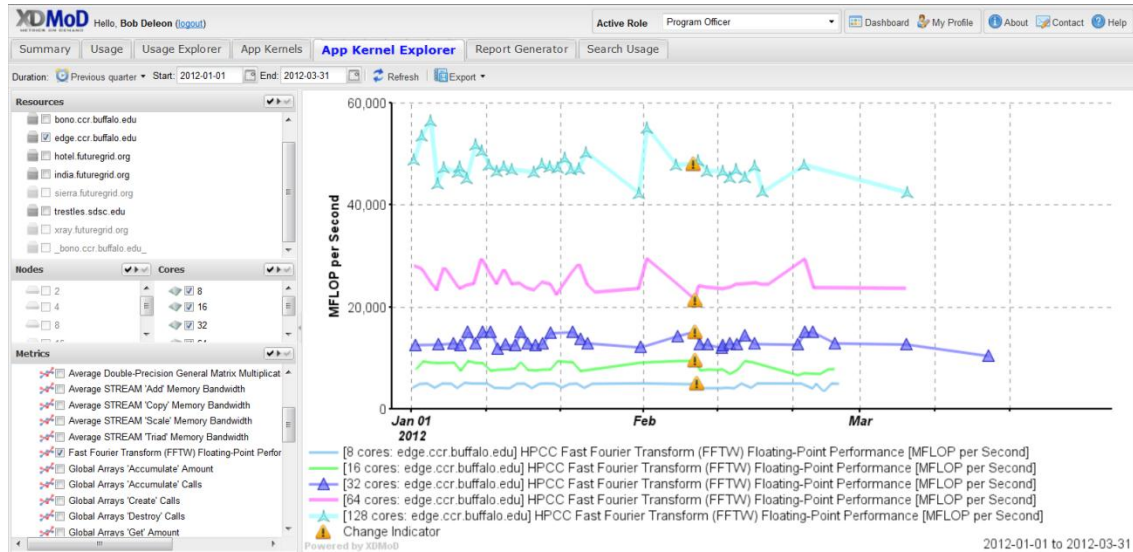 XDMoD Hello, Bob Deleon (logout)
METRICS ON DEMAND
Active Role Program Officer Dashboard My Profile About Contact Help
Summary Usage Usage Explorer App Kernels App Kernel Explorer Report Generator Search Usage
Duration: Previous quarter Start: 2012-01-01 End: 2012-03-31 Refresh Export
Resources
bono.ccr.buffalo.edu
edge.ccr.buffalo.edu
hotel.futuregrid.org
india.futuregrid.org
sierra.futuregrid.org
trestles.sdsc.edu
xray.futuregrid.org
_bono.ccr.buffalo.edu_
Nodes Cores
2 8
4 16
8 32
Metrics
Average Double-Precision General Matrix Multiplicat
Average STREAM 'Add' Memory Bandwidth
Average STREAM 'Copy' Memory Bandwidth
Average STREAM 'Scale' Memory Bandwidth
Average STREAM 'Triad' Memory Bandwidth
Fast Fourier Transform (FFTW) Floating-Point Perfor
Global Arrays 'Accumulate' Amount
Global Arrays 'Accumulate' Calls
Global Arrays 'Create' Calls
Global Arrays 'Destroy' Calls
Global Arrays 'Get' Amount
60,000
40,000
20,000
0
MFLOP per Second
Jan 01 Feb Mar
2012
[8 cores: edge.ccr.buffalo.edu] HPCC Fast Fourier Transform (FFTW) Floating-Point Performance [MFLOP per Second]
[16 cores: edge.ccr.buffalo.edu] HPCC Fast Fourier Transform (FFTW) Floating-Point Performance [MFLOP per Second]
[32 cores: edge.ccr.buffalo.edu] HPCC Fast Fourier Transform (FFTW) Floating-Point Performance [MFLOP per Second]
[64 cores: edge.ccr.buffalo.edu] HPCC Fast Fourier Transform (FFTW) Floating-Point Performance [MFLOP per Second]
[128 cores: edge.ccr.buffalo.edu] HPCC Fast Fourier Transform (FFTW) Floating-Point Performance [MFLOP per Second]
Change Indicator
Powered by XDMoD 2012-01-01 to 2012-03-31